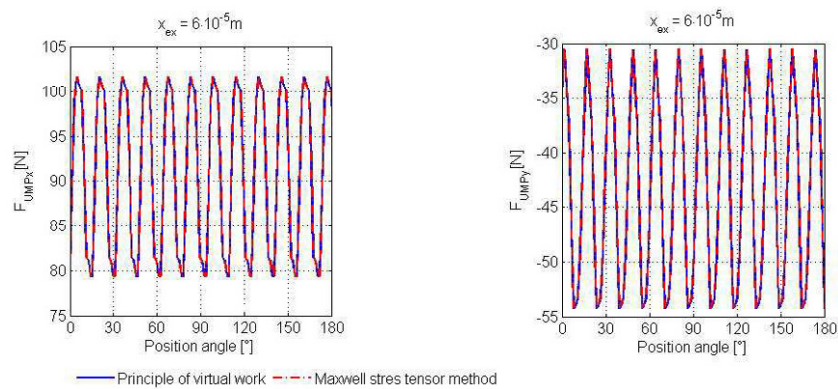 x_ex = 6·10^-5 m
F_UMPx [N]
105
100
95
90
85
80
75
0 30 60 90 120 150 180
Position angle [°]
x_ex = 6·10^-5 m
F_UMPy [N]
-30
-35
-40
-45
-50
-55
0 30 60 90 120 150 180
Position angle [°]
Principle of virtual work
Maxwell stres tensor method